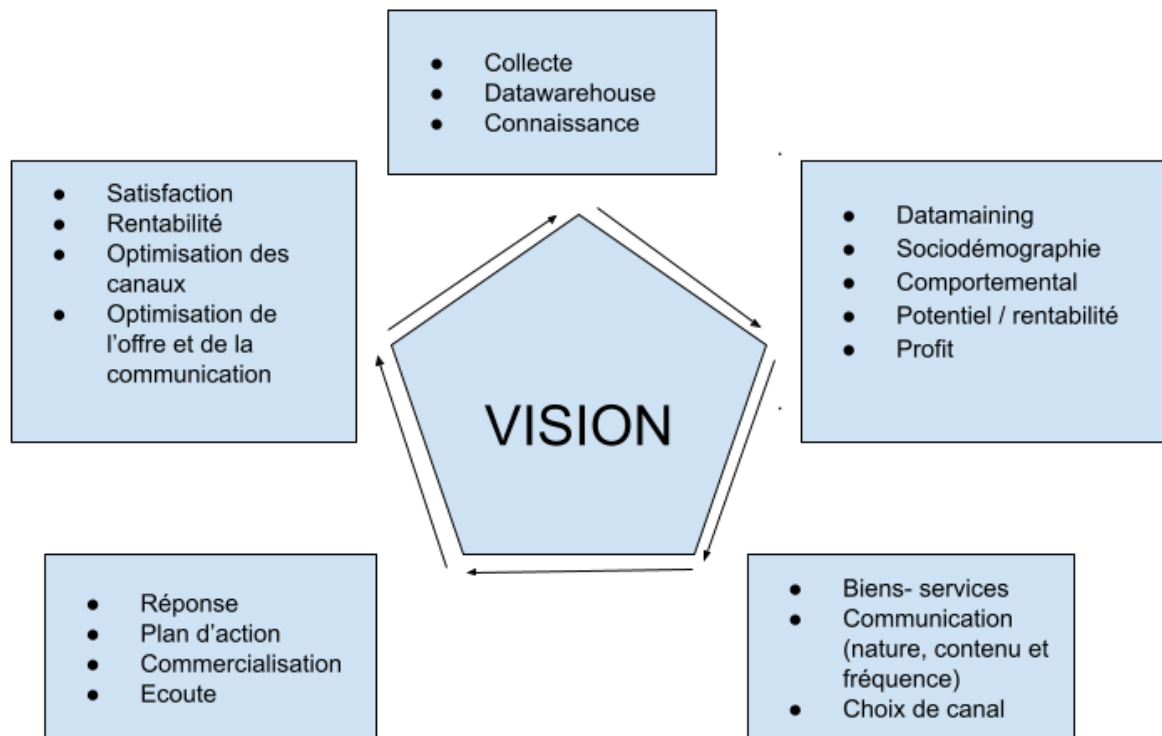 ● Collecte
● Datawarehouse
● Connaissance
● Satisfaction
● Rentabilité
● Optimisation des
canaux
● Optimisation de
l'offre et de la
communication
● Datamaining
● Sociodémographie
● Comportemental
● Potentiel / rentabilité
● Profit
VISION
● Réponse
● Plan d'action
● Commercialisation
● Ecoute
● Biens- services
● Communication
(nature, contenu et
fréquence)
● Choix de canal